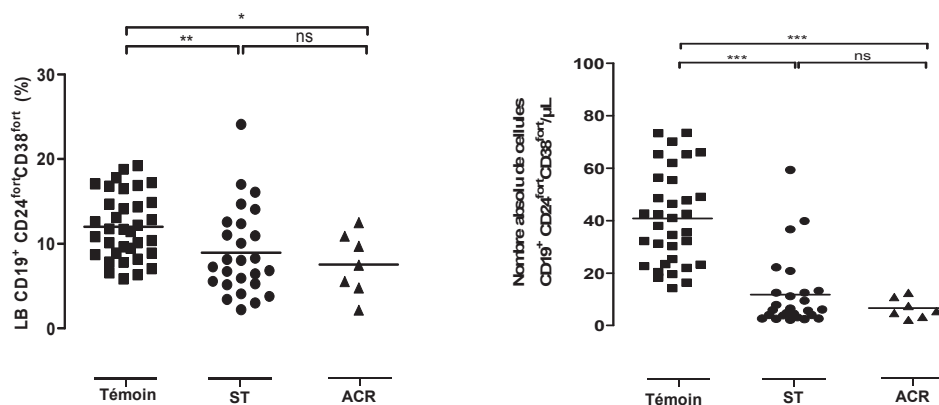 *
**
ns
30
20
10
0
LB CD19⁺ CD24ᶠᵒʳᵗCD38ᶠᵒʳᵗ (%)
Témoin
ST
ACR
***
***
ns
100
80
60
40
20
0
Nombre absolu de cellules
CD19⁺ CD24ᶠᵒʳᵗCD38ᶠᵒʳᵗ/µL
Témoin
ST
ACR